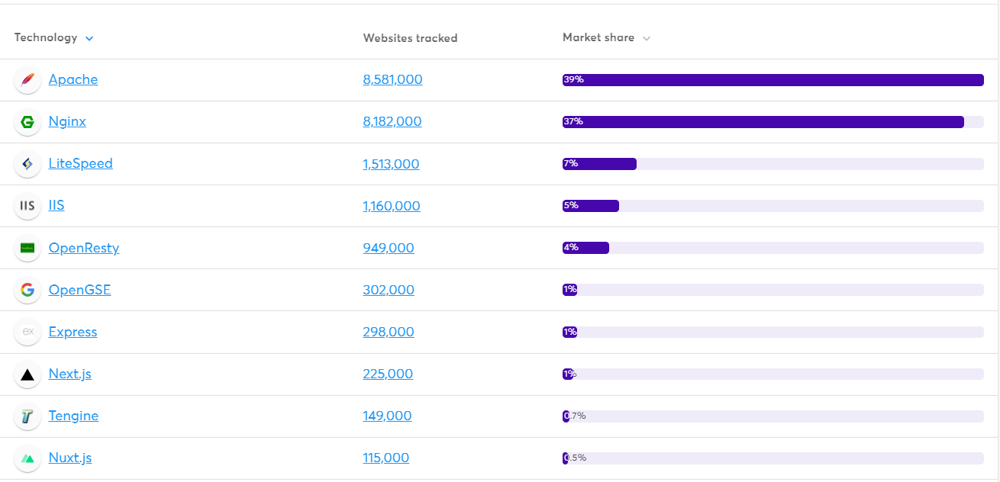 Technology Websites tracked Market share
Apache 8,581,000 39%
Nginx 8,182,000 37%
LiteSpeed 1,513,000 7%
IIS IIS 1,160,000 5%
OpenResty 949,000 4%
OpenGSE 302,000 1%
ex Express 298,000 1%
Next.js 225,000 1%
Tengine 149,000 0.7%
Nuxt.js 115,000 0.5%